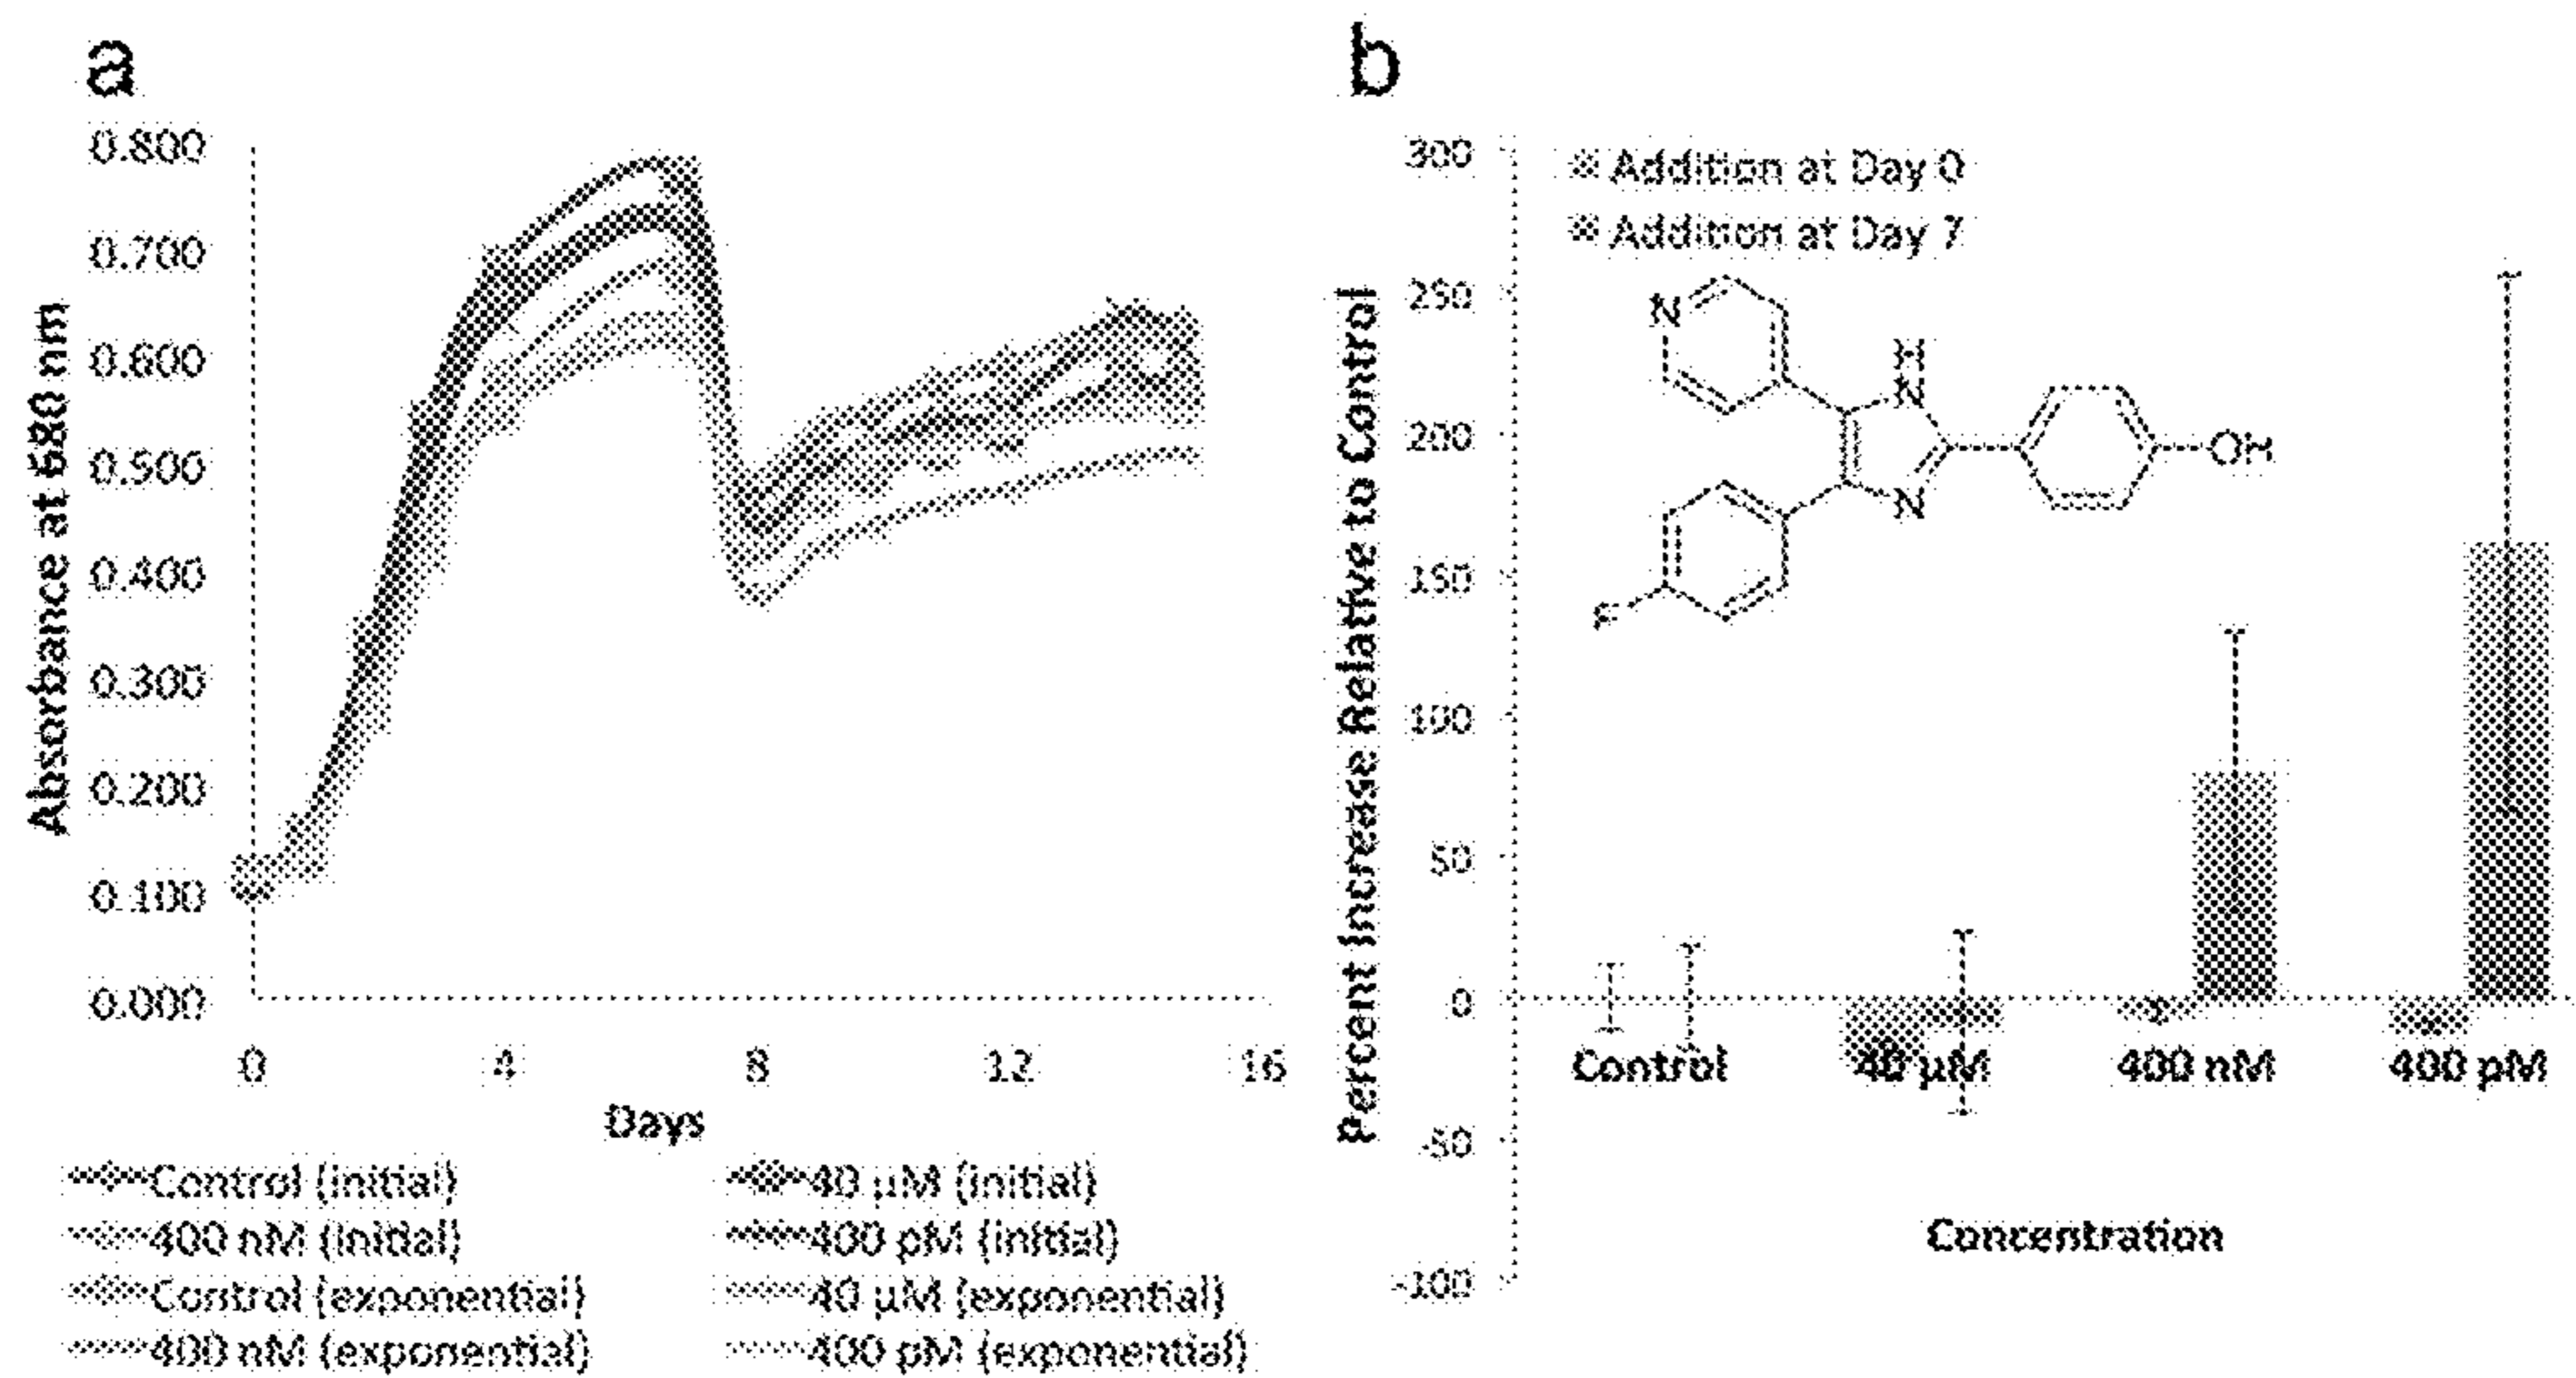 a
0.800
0.700
0.600
0.500
0.400
0.300
0.200
0.100
0.000
Absorbance at 680 nm
0 4 8 12 16
Days
Control (initial) 40 µM (initial)
400 nM (initial) 400 pM (initial)
Control (exponential) 40 µM (exponential)
400 nM (exponential) 400 pM (exponential)
b
300
250
200
150
100
50
0
-50
-100
Percent Increase Relative to Control
Addition at Day 0
Addition at Day 7
N
H
N
OH
N
F
Control 40 µM 400 nM 400 pM
Concentration